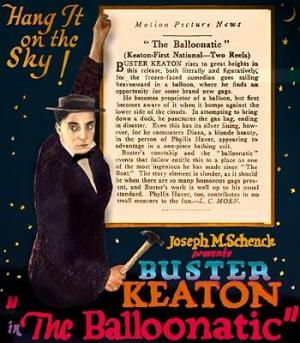 Hang It
on the
Sky!
Motion Picture News
"The Balloonatic"
(Keaton-First National—Two Reels)
BUSTER KEATON rises to great heights in
this release, both literally and figuratively,
for the frozen-faced comedian goes sailing
heavenward in a balloon, where he finds an
opportunity for some brand new gags.
He becomes proprietor of a balloon, but first
becomes aware of it when it bumps against the
lower side of the clouds. In attempting to bring
down a duck, he punctures the gas bag, ending
in disaster. Even this has its silver lining, how-
ever, for he encounters Diana, a blonde beauty,
in the person of Phyllis Haver, appearing to
advantage in a one-piece bathing suit.
Buster's courtship and the "balloonatic"
events that follow entitle this to a place as one
of the most ingenious he has made since "The
Boat." The story element is slender, as it should
be when there are so many humorous gags pres-
ent, and Buster's work is well up to his usual
standard. Phyllis Haver, too, contributes in no
small measure to the fun.—L. C. MOEN.
Joseph M. Schenck
presents
BUSTER
KEATON
in "The Balloonatic"